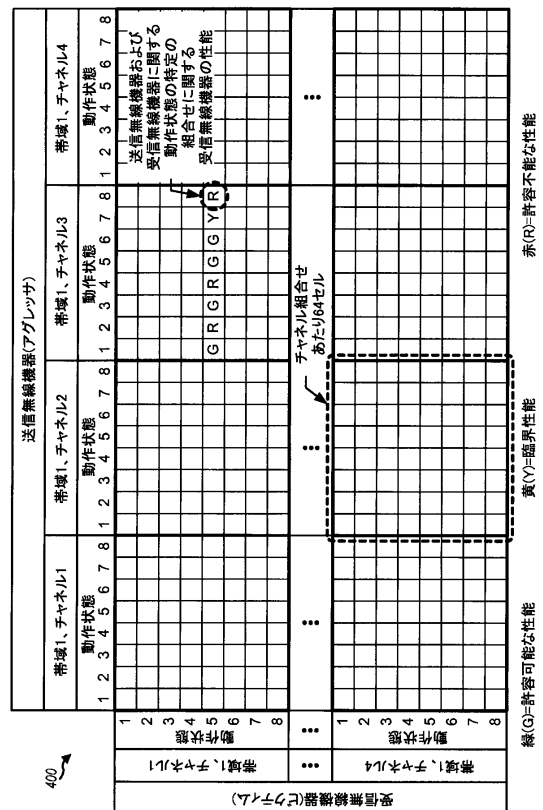 400
送信無線機器(アグレッサ)
帯域1、チャネル1
帯域1、チャネル2
帯域1、チャネル3
帯域1、チャネル4
動作状態
動作状態
動作状態
動作状態
1 2 3 4 5 6 7 8
1 2 3 4 5 6 7 8
1 2 3 4 5 6 7 8
1 2 3 4 5 6 7 8
受信無線機器(ビクティム)
帯域1、チャネル1
動作状態
1
2
3
4
5
6
7
8
G R G R G G Y R
送信無線機器および
受信無線機器に関する
動作状態の特定の
組合せに関する
受信無線機器の性能
... ... ... ... ...
チャネル組合せ
あたり64セル
帯域1、チャネル4
動作状態
1
2
3
4
5
6
7
8
緑(G)=許容可能な性能
黄(Y)=臨界性能
赤(R)=許容不能な性能